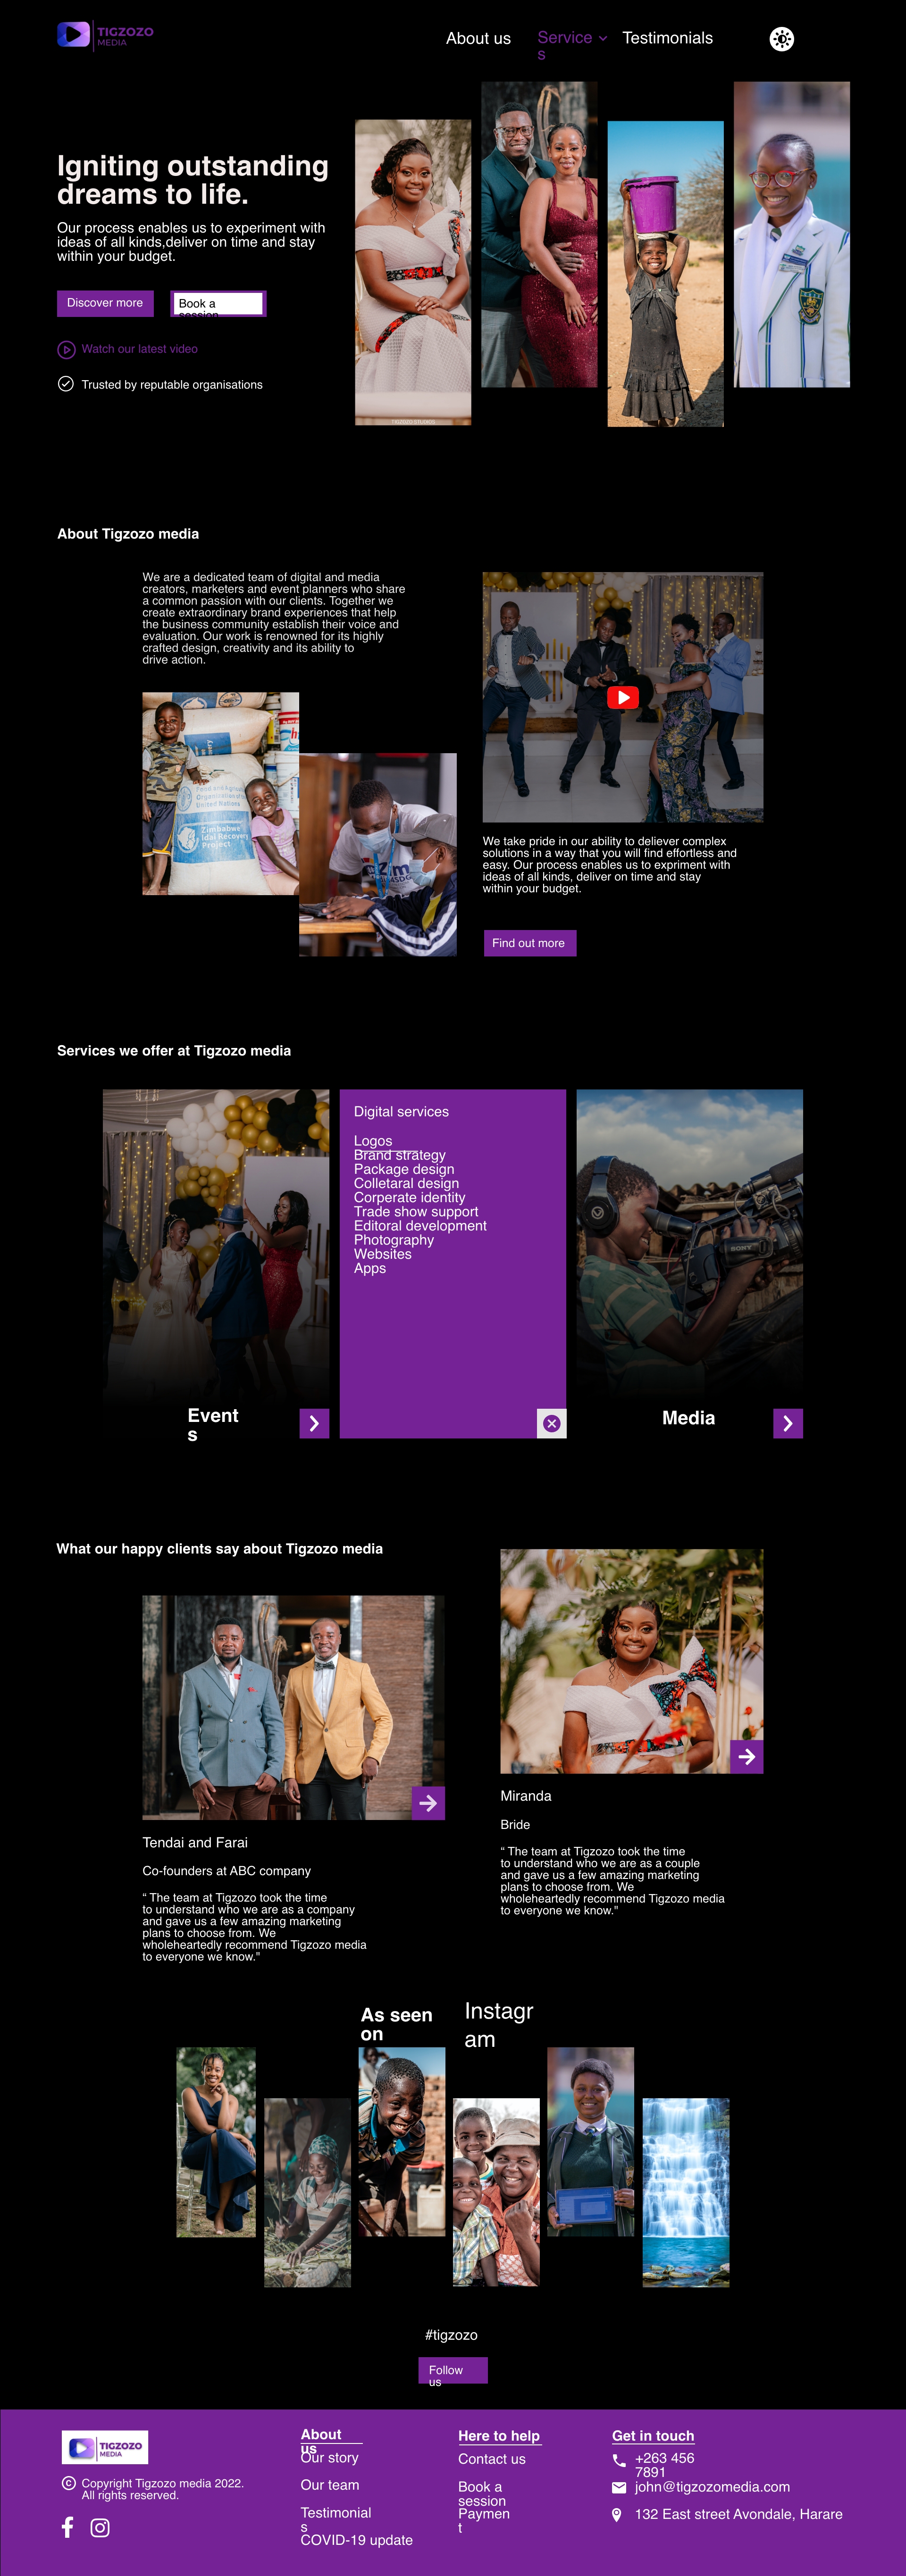 TIGZOZO
MEDIA
About us
Service
s
Testimonials
Igniting outstanding
dreams to life.
Our process enables us to experiment with
ideas of all kinds,deliver on time and stay
within your budget.
Discover more
Book a
session
Watch our latest video
Trusted by reputable organisations
TIGZOZO STUDIOS
About Tigzozo media
We are a dedicated team of digital and media
creators, marketers and event planners who share
a common passion with our clients. Together we
create extraordinary brand experiences that help
the business community establish their voice and
evaluation. Our work is renowned for its highly
crafted design, creativity and its ability to
drive action.
United Nations
Zimbabwe
Idai Recovery
Project
We take pride in our ability to deliever complex
solutions in a way that you will find effortless and
easy. Our process enables us to expriment with
ideas of all kinds, deliver on time and stay
within your budget.
Find out more
Services we offer at Tigzozo media
Digital services
Logos
Brand strategy
Package design
Colletaral design
Corperate identity
Trade show support
Editoral development
Photography
Websites
Apps
SONY
Event
s
Media
What our happy clients say about Tigzozo media
Tendai and Farai
Co-founders at ABC company
“ The team at Tigzozo took the time
to understand who we are as a company
and gave us a few amazing marketing
plans to choose from. We
wholeheartedly recommend Tigzozo media
to everyone we know."
Miranda
Bride
“ The team at Tigzozo took the time
to understand who we are as a couple
and gave us a few amazing marketing
plans to choose from. We
wholeheartedly recommend Tigzozo media
to everyone we know."
As seen
on
Instagr
am
#tigzozo
Follow
us
TIGZOZO
MEDIA
Copyright Tigzozo media 2022.
All rights reserved.
About
us
Our story
Our team
Testimonial
s
COVID-19 update
Here to help
Contact us
Book a
session
Paymen
t
Get in touch
+263 456
7891
john@tigzozomedia.com
132 East street Avondale, Harare